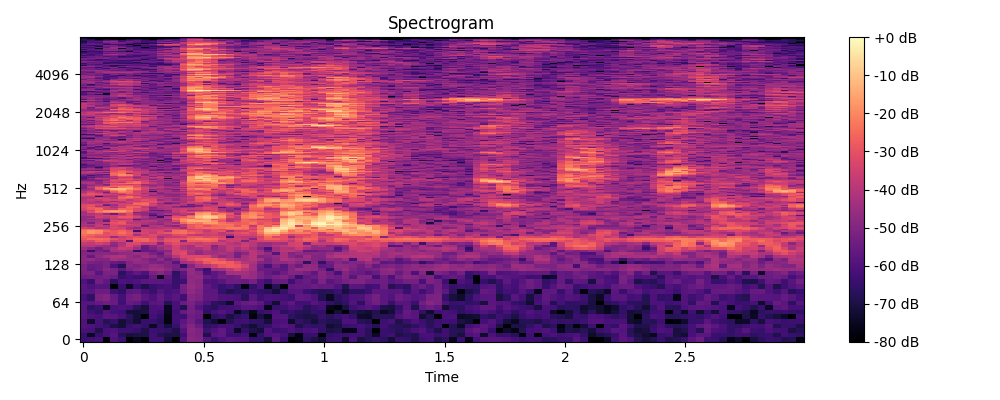 Spectrogram
Hz
4096
2048
1024
512
256
128
64
0
0
0.5
1
1.5
2
2.5
Time
+0 dB
-10 dB
-20 dB
-30 dB
-40 dB
-50 dB
-60 dB
-70 dB
-80 dB